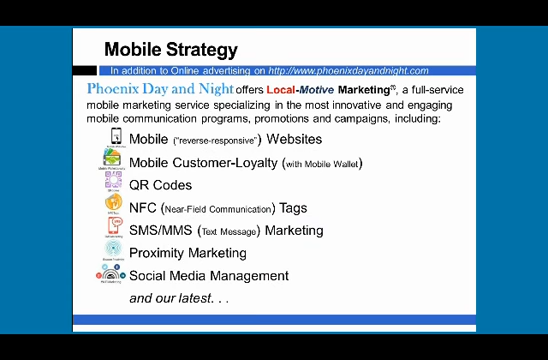 Mobile Strategy
In addition to Online advertising on http://www.phoenixdayandnight.com
Phoenix Day and Night offers Local-Motive Marketing, a full-service
mobile marketing service specializing in the most innovative and engaging
mobile communication programs, promotions and campaigns, including:
Mobile ("reverse-responsive") Websites
Mobile Customer-Loyalty (with Mobile Wallet)
QR Codes
NFC (Near-Field Communication) Tags
SMS/MMS (Text Message) Marketing
Proximity Marketing
Social Media Management
and our latest. . .